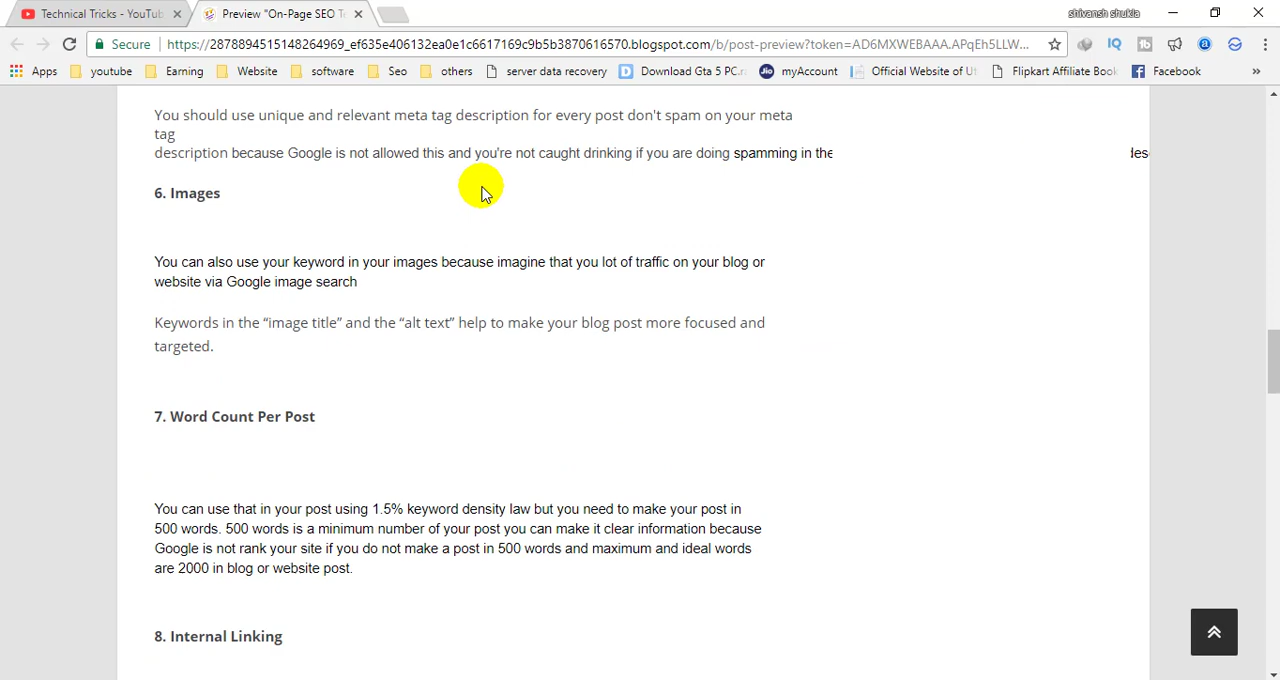 Technical Tricks - YouTub
Preview "On-Page SEO T
shivansh shukla
Secure
https://2878894515148264969_ef635e406132ea0e1c6617169c9b5b3870616570.blogspot.com/b/post-preview?token=AD6MXWEBAAA.APqEh5LLW...
Apps
youtube
Earning
Website
software
Seo
others
server data recovery
Download Gta 5 PC.ra
Jio
myAccount
Official Website of U
Flipkart Affiliate Book
Facebook
»
You should use unique and relevant meta tag description for every post don't spam on your meta
tag
description because Google is not allowed this and you're not caught drinking if you are doing spamming in the
des
6. Images
You can also use your keyword in your images because imagine that you lot of traffic on your blog or
website via Google image search
Keywords in the “image title” and the “alt text” help to make your blog post more focused and
targeted.
7. Word Count Per Post
You can use that in your post using 1.5% keyword density law but you need to make your post in
500 words. 500 words is a minimum number of your post you can make it clear information because
Google is not rank your site if you do not make a post in 500 words and maximum and ideal words
are 2000 in blog or website post.
8. Internal Linking